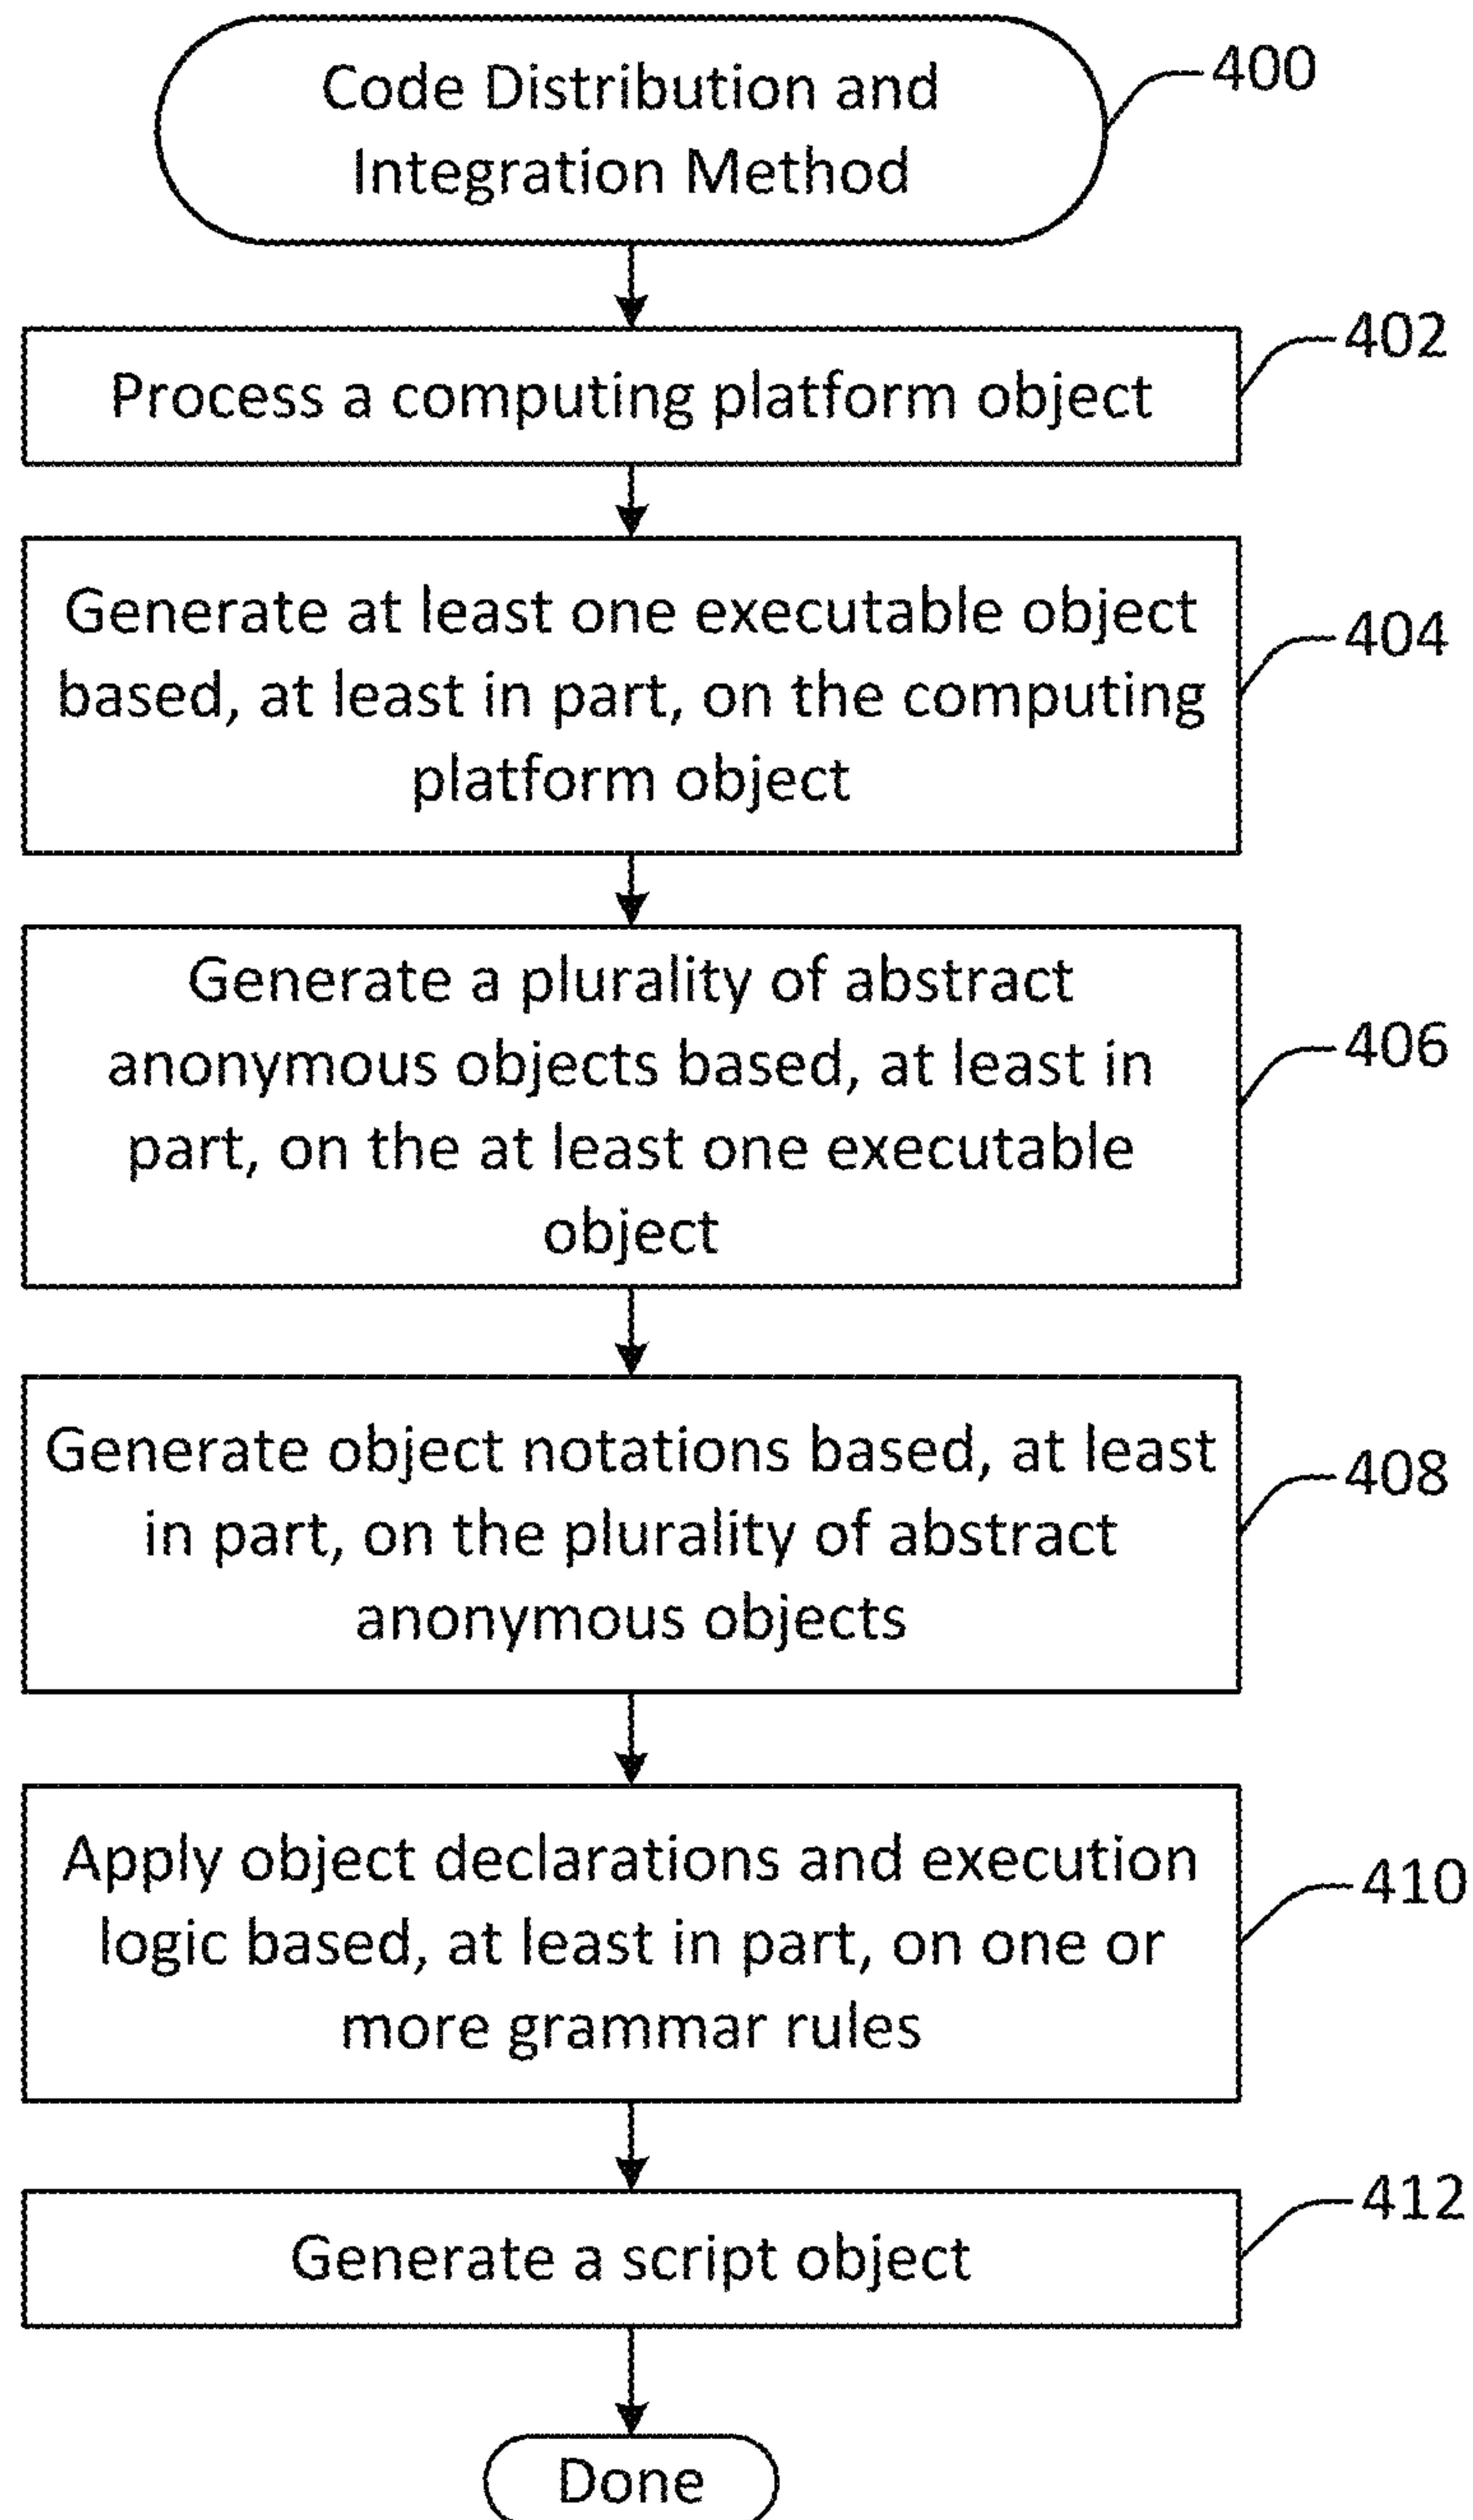 Code Distribution and
Integration Method
400
Process a computing platform object
402
Generate at least one executable object
based, at least in part, on the computing
platform object
404
Generate a plurality of abstract
anonymous objects based, at least in
part, on the at least one executable
object
406
Generate object notations based, at least
in part, on the plurality of abstract
anonymous objects
408
Apply object declarations and execution
logic based, at least in part, on one or
more grammar rules
410
Generate a script object
412
Done